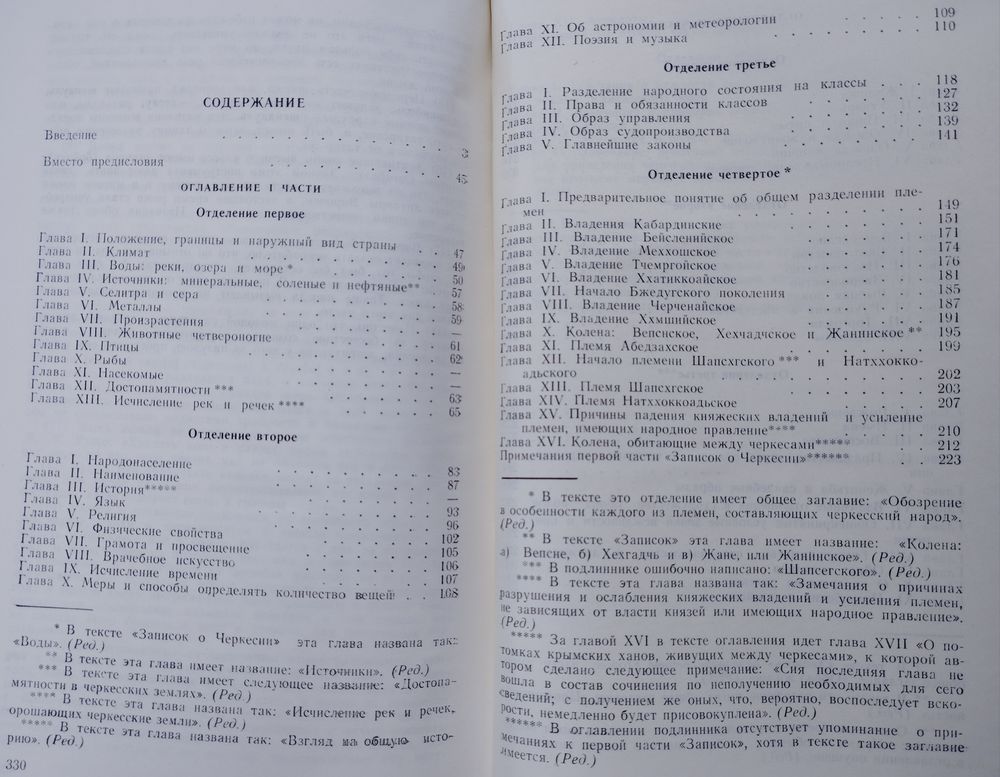 СОДЕРЖАНИЕ
Введение . . . . . . . . 3
Вместо предисловия . . . . . . 45
ОГЛАВЛЕНИЕ I ЧАСТИ
Отделение первое
Глава I. Положение, границы и наружный вид страны . . 47
Глава II. Климат . . . . . . . . 49
Глава III. Воды: реки, озера и море * . . . . . 50
Глава IV. Источники: минеральные, соленые и нефтяные** . 57
Глава V. Селитра и сера . . . . . . . 58
Глава VI. Металлы . . . . . . . . 59
Глава VII. Произрастения . . . . . . . —
Глава VIII. Животные четвероногие . . . . . 61
Глава IX. Птицы . . . . . . . . 62
Глава X. Рыбы . . . . . . . . —
Глава XI. Насекомые . . . . . . . —
Глава XII. Достопамятности *** . . . . . . 63
Глава XIII. Исчисление рек и речек **** . . . . 65
Отделение второе
Глава I. Народонаселение . . . . . . . 83
Глава II. Наименование . . . . . . . 87
Глава III. История***** . . . . . . . —
Глава IV. Язык . . . . . . . . 93
Глава V. Религия . . . . . . . . 96
Глава VI. Физические свойства . . . . . . 102
Глава VII. Грамота и просвещение . . . . . 105
Глава VIII. Врачебное искусство . . . . . . 106
Глава IX. Исчисление времени . . . . . . 107
Глава X. Меры и способы определять количество вещей . . 108
* В тексте «Записок о Черкесии» эта глава названа так:
«Воды». (Ред.)
** В тексте эта глава имеет название: «Источники». (Ред.)
*** В тексте эта глава имеет следующее название: «Достопа-
мятности в черкесских землях». (Ред.)
**** В тексте эта глава названа так: «Исчисление рек и речек,
орошающих черкесские земли». (Ред.)
***** В тексте эта глава названа так: «Взгляд на общую исто-
рию». (Ред.)
330
Глава XI. Об астрономии и метеорологии . . . . 109
Глава XII. Поэзия и музыка . . . . . . 110
Отделение третье
Глава I. Разделение народного состояния на классы . . . 118
Глава II. Права и обязанности классов . . . . . 127
Глава III. Образ управления . . . . . . 132
Глава IV. Образ судопроизводства . . . . . 139
Глава V. Главнейшие законы . . . . . . 141
Отделение четвертое *
Глава I. Предварительное понятие об общем разделении пле-
мен . . . . . . . . 149
Глава II. Владения Кабардинские . . . . . 151
Глава III. Владение Бейсленийское . . . . . 171
Глава IV. Владение Меххошское . . . . . 174
Глава V. Владение Тчемргойское . . . . . 176
Глава VI. Владение Ххатиккоайское . . . . . 181
Глава VII. Начало Бжедугского поколения . . . . 185
Глава VIII. Владение Черченайское . . . . . 187
Глава IX. Владение Ххмшийское . . . . . 191
Глава X. Колена: Вепенское, Хехчадчское и Жанинское ** 195
Глава XI. Племя Абедзахское . . . . . . 199
Глава XII. Начало племени Шапсхгского *** и Натххокко-
адьского . . . . . . . 202
Глава XIII. Племя Шапсхгское . . . . . . 203
Глава XIV. Племя Натххоккоадьское . . . . . 207
Глава XV. Причины падения княжеских владений и усиление
племен, имеющих народное правление**** . . . . 210
Глава XVI. Колена, обитающие между черкесами***** . . 212
Примечания первой части «Записок о Черкесии»****** . . 223
* В тексте это отделение имеет общее заглавие: «Обозрение
в особенности каждого из племен, составляющих черкесский народ».
(Ред.)
** В тексте «Записок» эта глава имеет название: «Колена:
а) Вепсне, б) Хехгадчь и в) Жане, или Жанинское». (Ред.)
*** В подлиннике ошибочно написано: «Шапсегского». (Ред.)
**** В тексте эта глава названа так: «Замечания о причинах
разрушения и ослабления княжеских владений и усиления племен,
не зависящих от власти князей или имеющих народное правление».
(Ред.)
***** За главой XVI в тексте оглавления идет глава XVII «О по-
томках крымских ханов, живущих между черкесами», к которой ав-
тором сделано следующее примечание: «Сия последняя глава не
вошла в состав сочинения по неполучению необходимых для сего
сведений; с получением же оных, что, вероятно, воспоследует вско-
рости, немедленно будет присовокуплена». (Ред.)
****** В оглавлении подлинника отсутствует упоминание о при-
мечаниях к первой части «Записок», хотя в тексте такое заглавие
имеется. (Ред.)